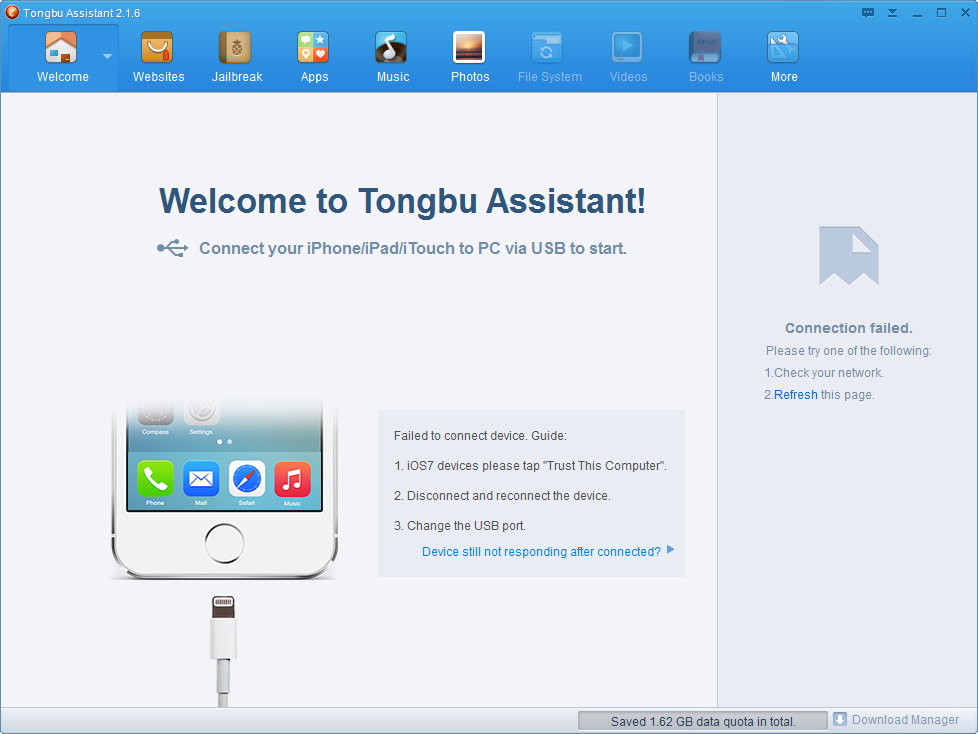 Tongbu Assistant 2.1.6
Welcome
Websites
Jailbreak
Apps
Music
Photos
File System
Videos
Books
More
Welcome to Tongbu Assistant!
Connect your iPhone/iPad/iTouch to PC via USB to start.
Connection failed.
Please try one of the following:
1.Check your network.
2.Refresh this page.
Compass
Settings
Phone
Mail
Safari
Music
Failed to connect device. Guide:
1. iOS7 devices please tap "Trust This Computer".
2. Disconnect and reconnect the device.
3. Change the USB port.
Device still not responding after connected?
Saved 1.62 GB data quota in total.
Download Manager